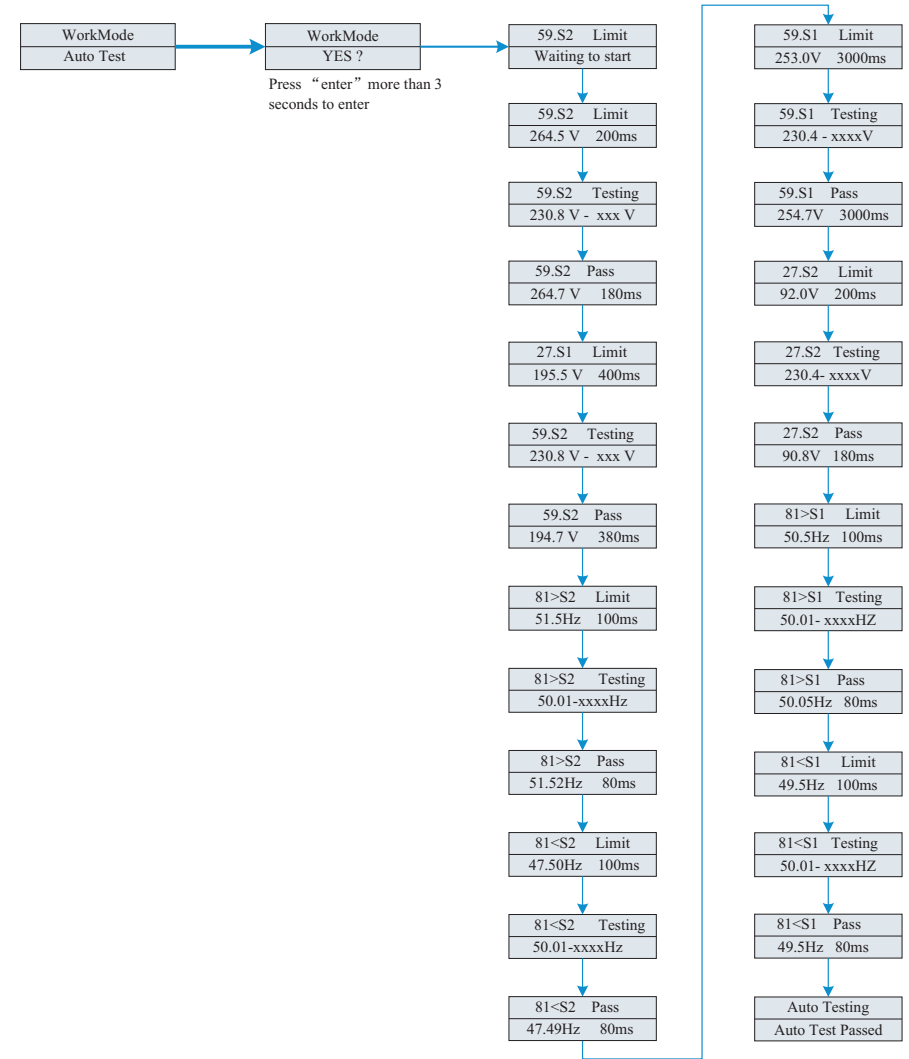 WorkMode
Auto Test
WorkMode
YES ?
Press “enter” more than 3
seconds to enter
59.S2 Limit
Waiting to start
59.S2 Limit
264.5 V 200ms
59.S2 Testing
230.8 V - xxx V
59.S2 Pass
264.7 V 180ms
27.S1 Limit
195.5 V 400ms
59.S2 Testing
230.8 V - xxx V
59.S2 Pass
194.7 V 380ms
81>S2 Limit
51.5Hz 100ms
81>S2 Testing
50.01-xxxxHz
81>S2 Pass
51.52Hz 80ms
81<S2 Limit
47.50Hz 100ms
81<S2 Testing
50.01-xxxxHz
81<S2 Pass
47.49Hz 80ms
59.S1 Limit
253.0V 3000ms
59.S1 Testing
230.4 - xxxxV
59.S1 Pass
254.7V 3000ms
27.S2 Limit
92.0V 200ms
27.S2 Testing
230.4- xxxxV
27.S2 Pass
90.8V 180ms
81>S1 Limit
50.5Hz 100ms
81>S1 Testing
50.01- xxxxHZ
81>S1 Pass
50.05Hz 80ms
81<S1 Limit
49.5Hz 100ms
81<S1 Testing
50.01- xxxxHZ
81<S1 Pass
49.5Hz 80ms
Auto Testing
Auto Test Passed